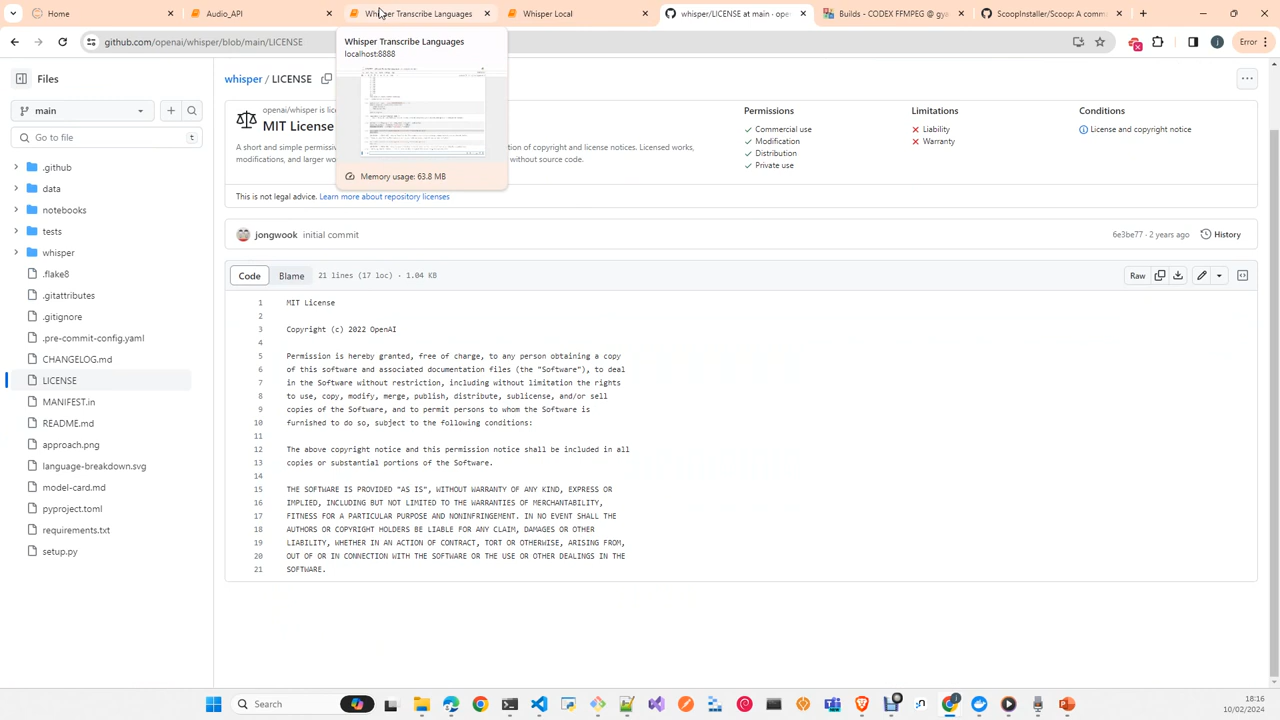 Home
Audio_API
Whisper Transcribe Languages
Whisper Local
whisper/LICENSE at main · open
Builds - CODEX FFMPEG @ gye
ScoopInstaller/Scoop: A comm
github.com/openai/whisper/blob/main/LICENSE
Error
Whisper Transcribe Languages
localhost:8888
Memory usage: 63.8 MB
Files
main
Go to file
.github
data
notebooks
tests
whisper
.flake8
.gitattributes
.gitignore
.pre-commit-config.yaml
CHANGELOG.md
LICENSE
MANIFEST.in
README.md
approach.png
language-breakdown.svg
model-card.md
pyproject.toml
requirements.txt
setup.py
whisper / LICENSE
openai/whisper is lice
MIT License
A short and simple permiss
n of copyright and license notices. Licensed works,
modifications, and larger wo
without source code.
Permissions
Commercial use
Modification
Distribution
Private use
Limitations
Liability
Warranty
Conditions
This is not legal advice. Learn more about repository licenses
jongwook initial commit
6e3be77 · 2 years ago
History
Code
Blame
21 lines (17 loc) · 1.04 KB
Raw
1 MIT License
2
3 Copyright (c) 2022 OpenAI
4
5 Permission is hereby granted, free of charge, to any person obtaining a copy
6 of this software and associated documentation files (the "Software"), to deal
7 in the Software without restriction, including without limitation the rights
8 to use, copy, modify, merge, publish, distribute, sublicense, and/or sell
9 copies of the Software, and to permit persons to whom the Software is
10 furnished to do so, subject to the following conditions:
11
12 The above copyright notice and this permission notice shall be included in all
13 copies or substantial portions of the Software.
14
15 THE SOFTWARE IS PROVIDED "AS IS", WITHOUT WARRANTY OF ANY KIND, EXPRESS OR
16 IMPLIED, INCLUDING BUT NOT LIMITED TO THE WARRANTIES OF MERCHANTABILITY,
17 FITNESS FOR A PARTICULAR PURPOSE AND NONINFRINGEMENT. IN NO EVENT SHALL THE
18 AUTHORS OR COPYRIGHT HOLDERS BE LIABLE FOR ANY CLAIM, DAMAGES OR OTHER
19 LIABILITY, WHETHER IN AN ACTION OF CONTRACT, TORT OR OTHERWISE, ARISING FROM,
20 OUT OF OR IN CONNECTION WITH THE SOFTWARE OR THE USE OR OTHER DEALINGS IN THE
21 SOFTWARE.
Search
18:16
10/02/2024